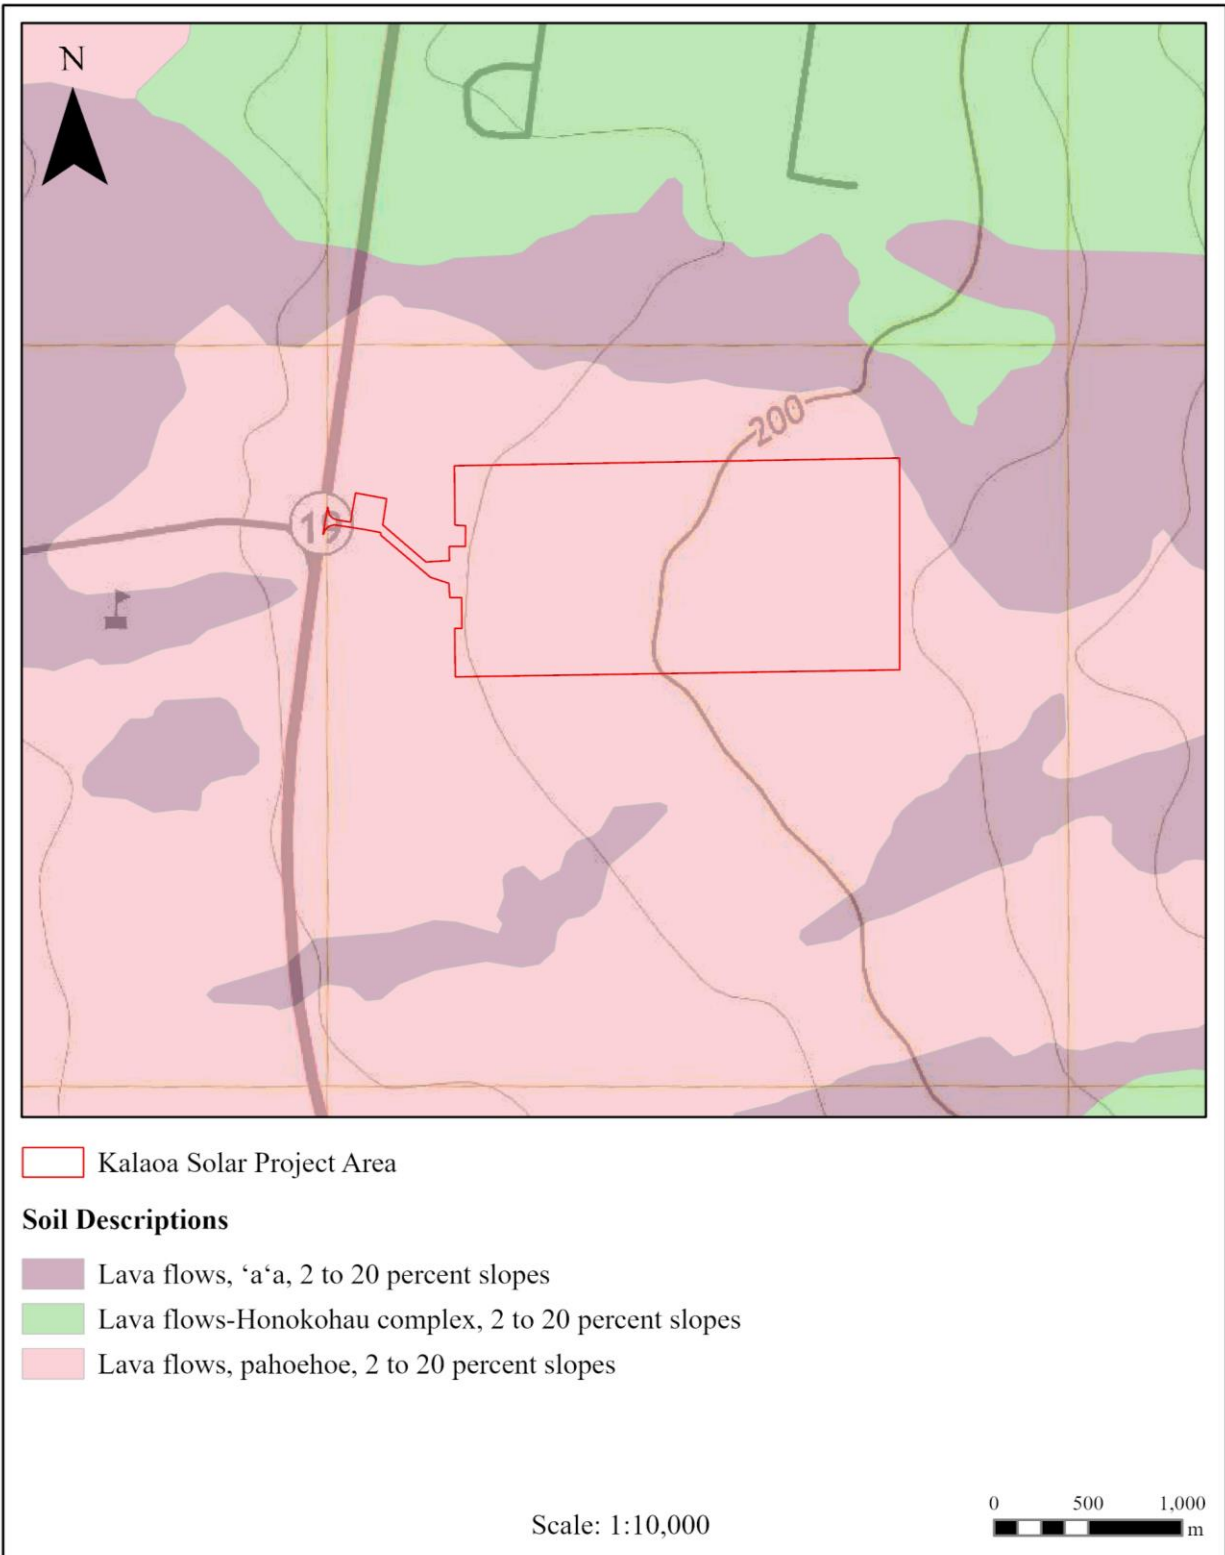 N
200
19
Kalaoa Solar Project Area
Soil Descriptions
Lava flows, ‘a‘a, 2 to 20 percent slopes
Lava flows-Honokohau complex, 2 to 20 percent slopes
Lava flows, pahoehoe, 2 to 20 percent slopes
0 500 1,000
m
Scale: 1:10,000